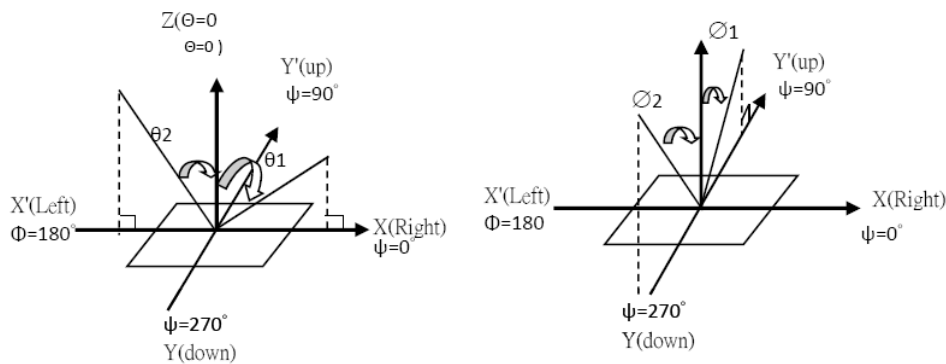 Z(Θ=0
Θ=0 )
Y'(up)
ψ=90°
θ2
θ1
X'(Left)
Φ=180°
X(Right)
ψ=0°
ψ=270°
Y(down)
∅1
Y'(up)
ψ=90°
∅2
X'(Left)
Φ=180
X(Right)
ψ=0°
ψ=270°
Y(down)